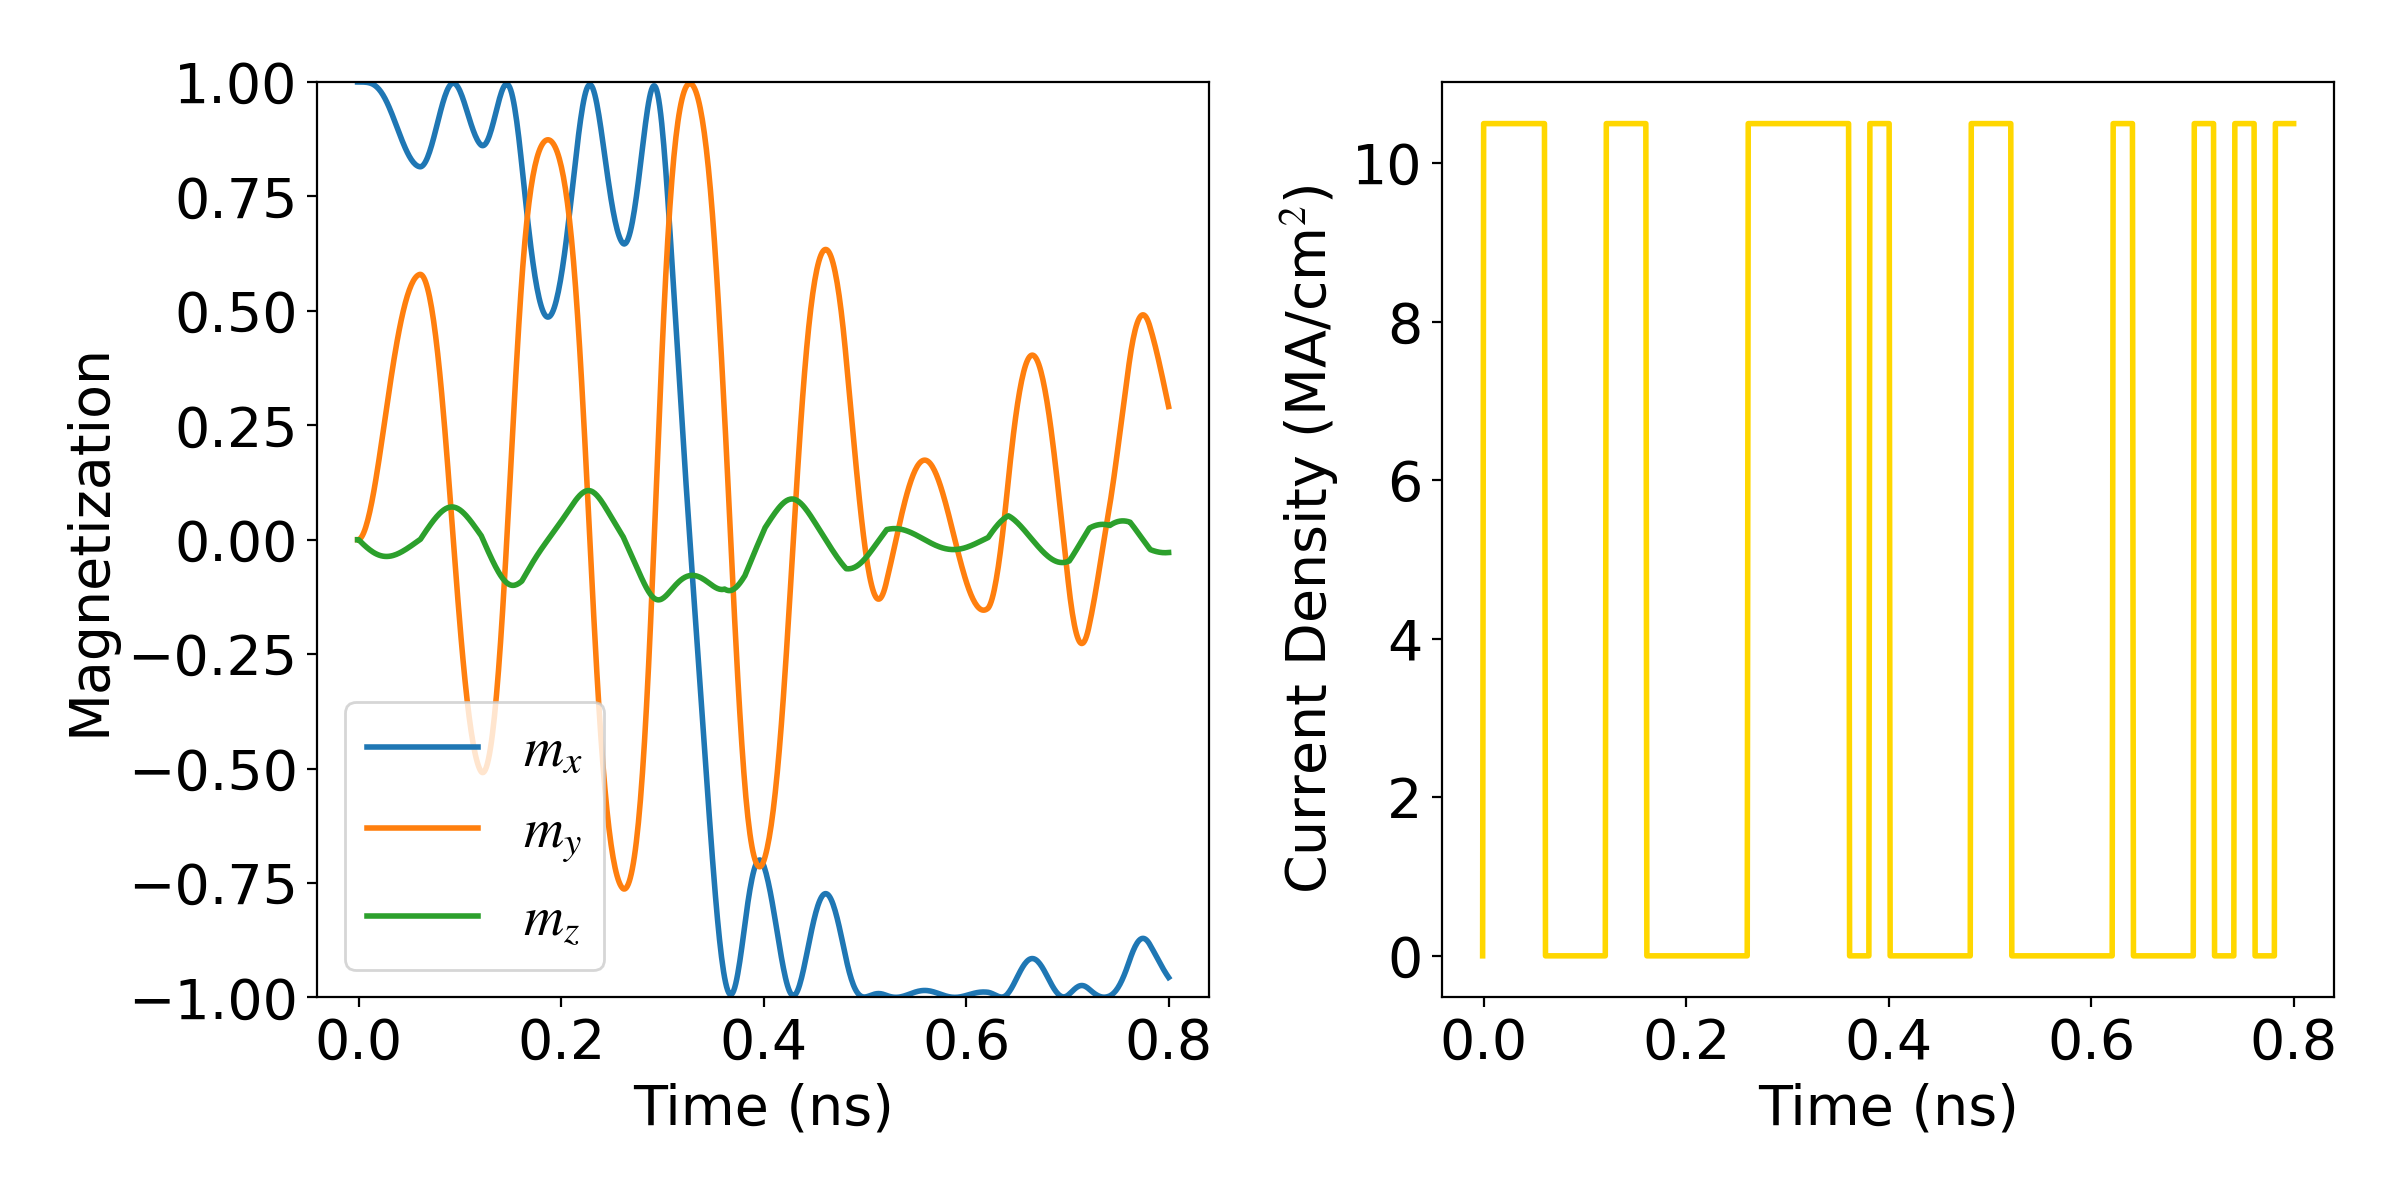 1.00
0.75
0.50
0.25
0.00
−0.25
−0.50
−0.75
−1.00
Magnetization
m_x
m_y
m_z
0.0 0.2 0.4 0.6 0.8
Time (ns)
10
8
6
4
2
0
Current Density (MA/cm²)
0.0 0.2 0.4 0.6 0.8
Time (ns)